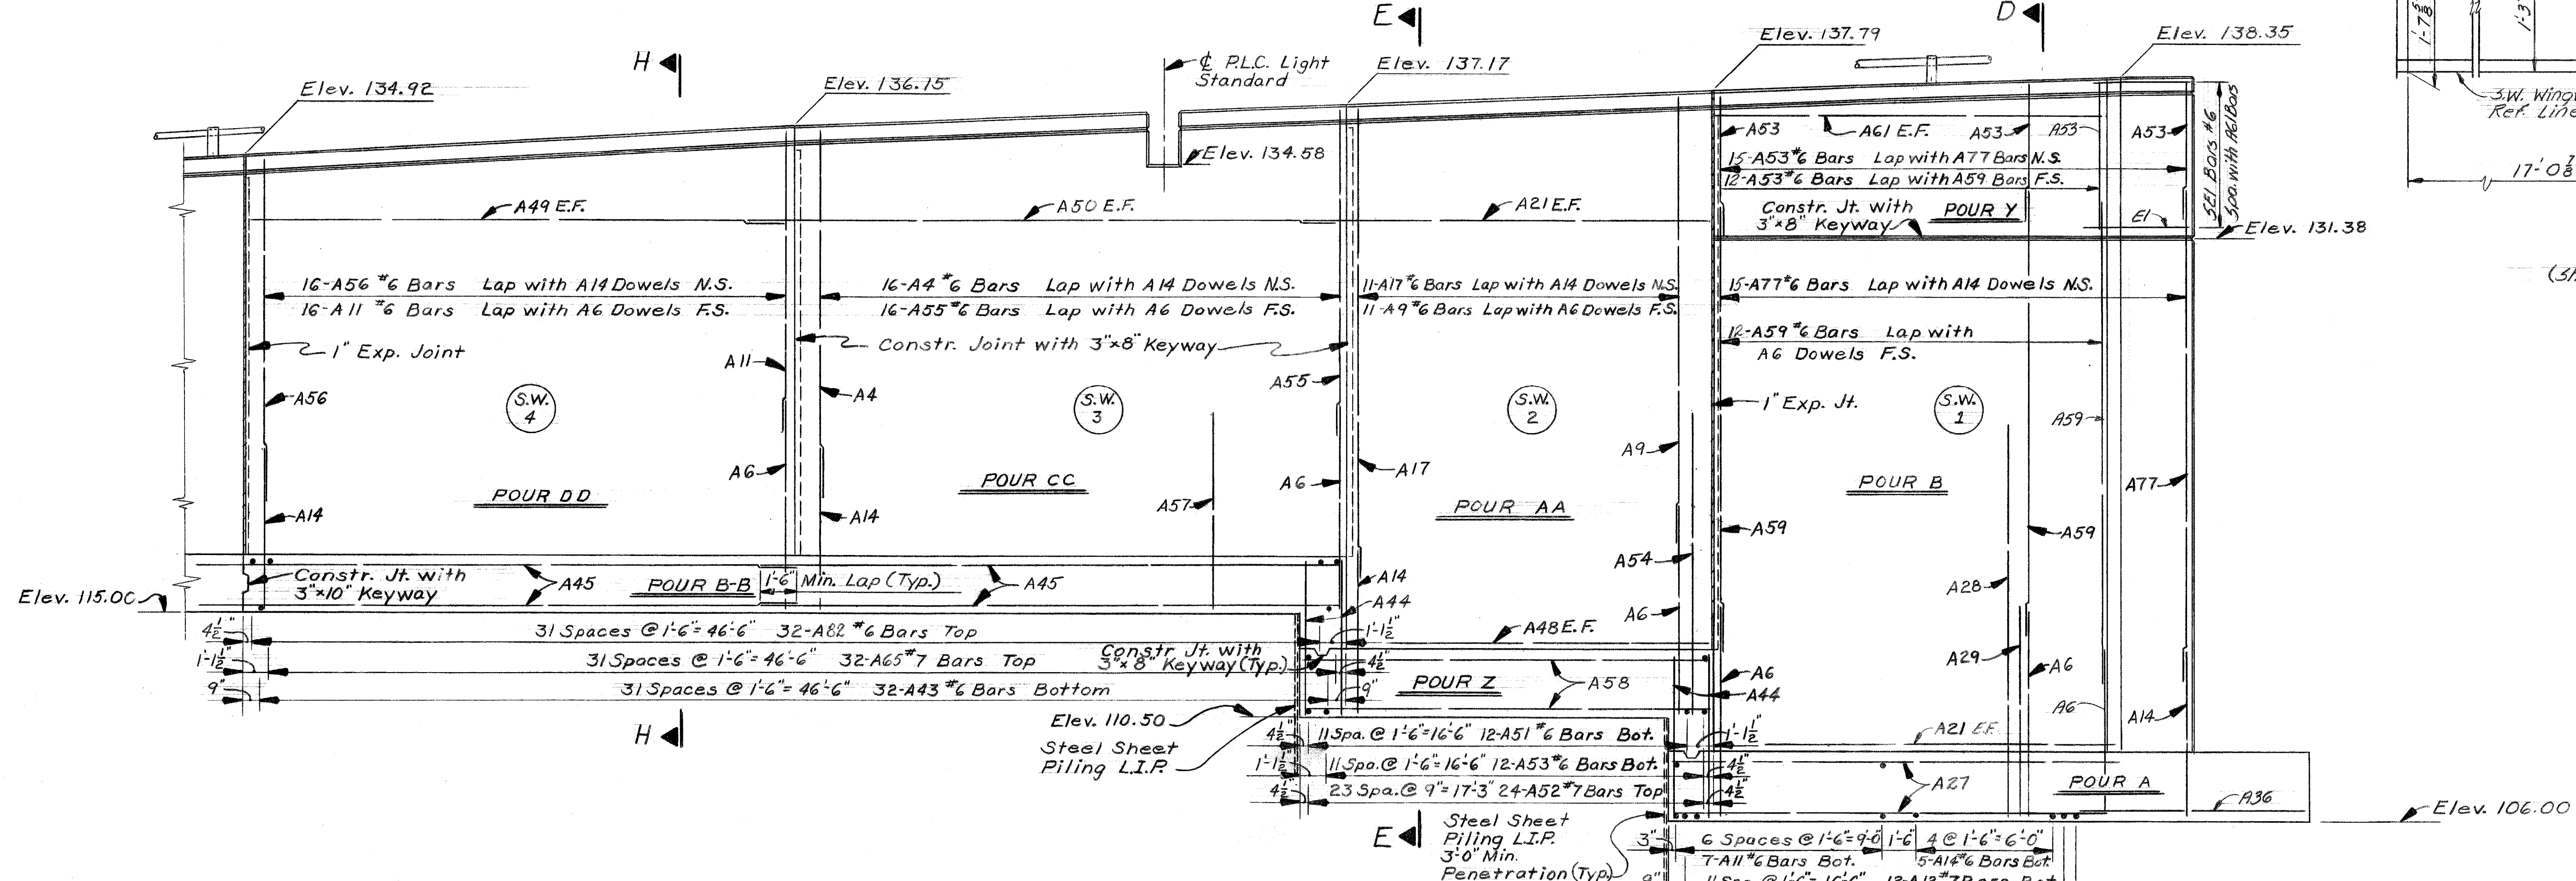 H
E
D
Elev. 134.92
Elev. 136.15
℄ P.L.C. Light
Standard
Elev. 137.17
Elev. 137.79
Elev. 138.35
1'-3"
S.W. Wing
Ref. Line
Elev. 134.58
A53
A61 E.F.
A53
A53
A53
15-A53 #6 Bars Lap with A77 Bars N.S.
12-A53 #6 Bars Lap with A59 Bars F.S.
5E1 Bars #6
Spa. with A61 Bars
A49 E.F.
A50 E.F.
A21 E.F.
Constr. Jt. with
3"x8" Keyway
POUR Y
E1
Elev. 131.38
16-A56 #6 Bars Lap with A14 Dowels N.S.
16-A11 #6 Bars Lap with A6 Dowels F.S.
16-A4 #6 Bars Lap with A14 Dowels N.S.
16-A55 #6 Bars Lap with A6 Dowels F.S.
11-A17 #6 Bars Lap with A14 Dowels N.S.
11-A9 #6 Bars Lap with A6 Dowels F.S.
15-A77 #6 Bars Lap with A14 Dowels N.S.
12-A59 #6 Bars Lap with
A6 Dowels F.S.
1" Exp. Joint
A11
Constr. Joint with 3"x8" Keyway
A55
1" Exp. Jt.
A56
S.W.
4
A4
S.W.
3
S.W.
2
A9
S.W.
1
A59
A6
A6
A17
POUR DD
POUR CC
A57
POUR AA
POUR B
A77
A14
A14
A54
A59
A59
Constr. Jt. with
3"x10" Keyway
A45
POUR B-B
1'-6"
Min. Lap (Typ.)
A45
A14
A44
A6
A28
Elev. 115.00
4½"
31 Spaces @ 1'-6"= 46'-6" 32-A82 #6 Bars Top
1'-1½"
A48 E.F.
1'-1½"
31 Spaces @ 1'-6"= 46'-6" 32-A65 #7 Bars Top
Constr. Jt. with
3"x 8" Keyway (Typ.)
4½"
A29
A6
9"
31 Spaces @ 1'-6"= 46'-6" 32-A43 #6 Bars Bottom
9"
POUR Z
A58
A6
A44
A6
A14
H
Elev. 110.50
Steel Sheet
Piling L.I.P.
4½"
11 Spa. @ 1'-6"=16'-6" 12-A51 #6 Bars Bot.
1'-1½"
A21 E.F.
1'-1½"
11 Spa. @ 1'-6"=16'-6" 12-A53 #6 Bars Bot.
4½"
4½"
23 Spa. @ 9"=17'-3" 24-A52 #7 Bars Top
4½"
A27
POUR A
A36
Elev. 106.00
E
Steel Sheet
Piling L.I.P.
3'-0" Min.
Penetration (Typ.)
3"
6 Spaces @ 1'-6"=9'-0"
1'-6"
4 @ 1'-6"=6'-0"
7-A11 #6 Bars Bot.
5-A14 #6 Bars Bot.
9"